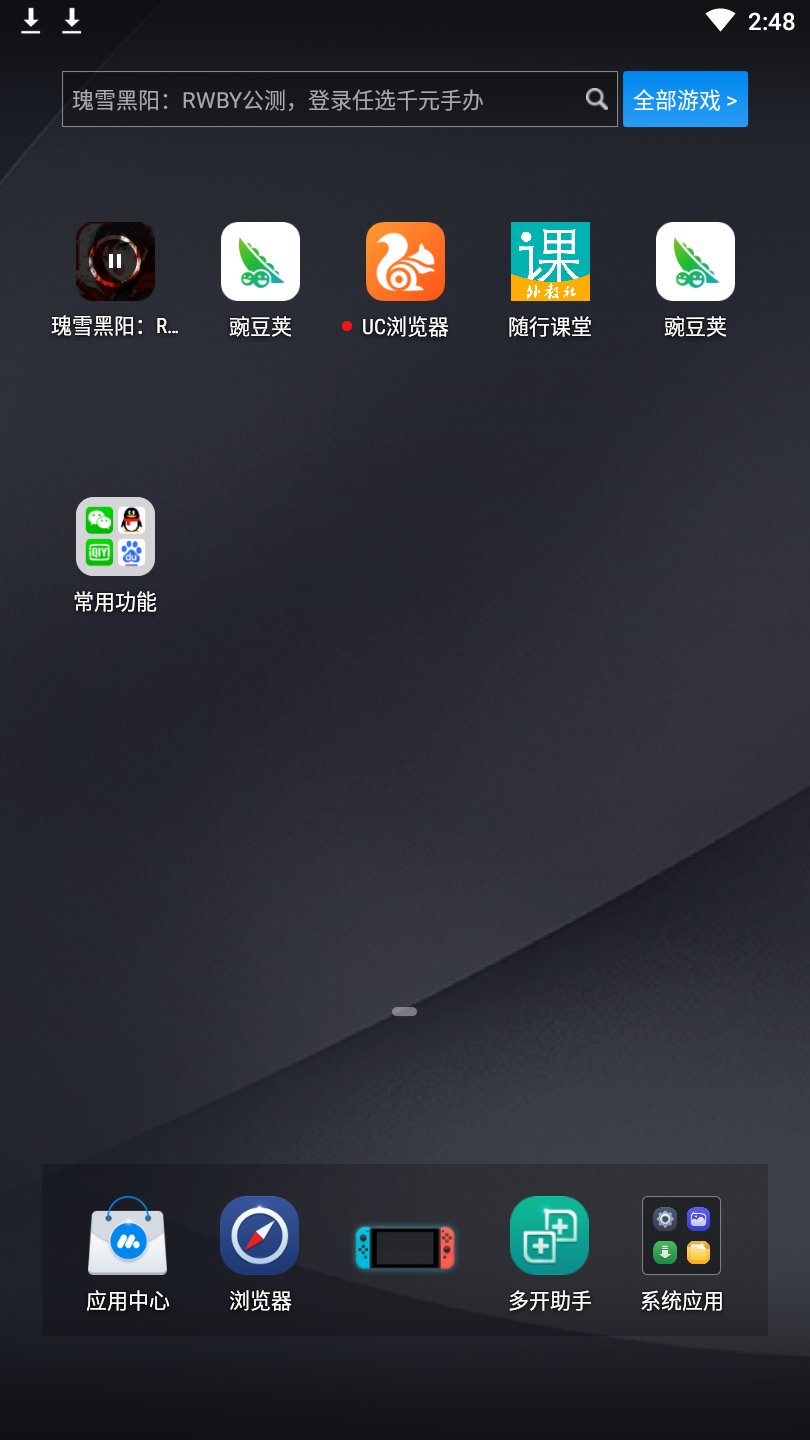 2:48
瑰雪黑阳：RWBY公测，登录任选千元手办
全部游戏 >
课
外教社
瑰雪黑阳：R…
豌豆荚
UC浏览器
随行课堂
豌豆荚
iQIYI
du
常用功能
应用中心
浏览器
多开助手
系统应用